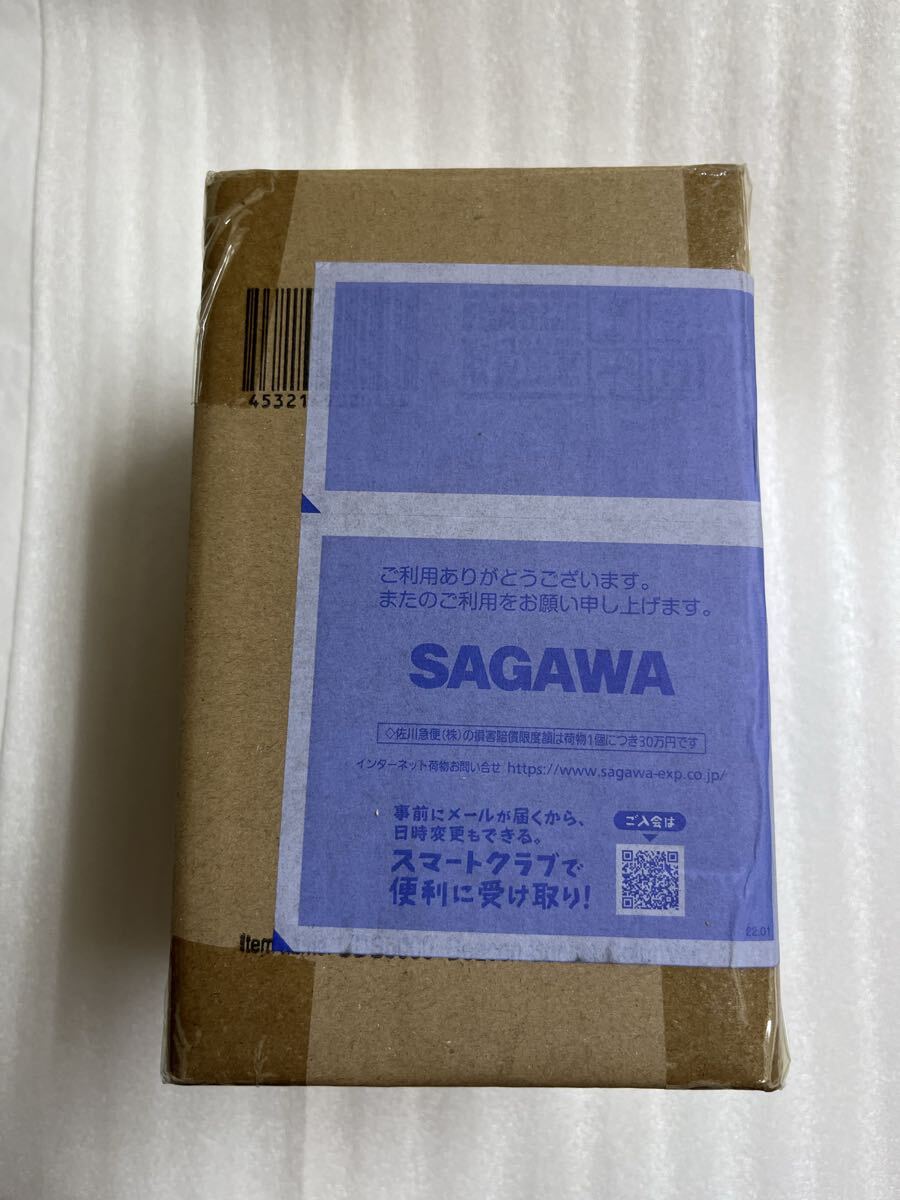 45321
ご利用ありがとうございます。
またのご利用をお願い申し上げます。
SAGAWA
◇佐川急便(株)の損害賠償限度額は荷物1個につき30万円です
インターネット荷物お問い合せ https://www.sagawa-exp.co.jp/
事前にメールが届くから、
日時変更もできる。
スマートクラブで
便利に受け取り!
ご入会は
22.01
Item